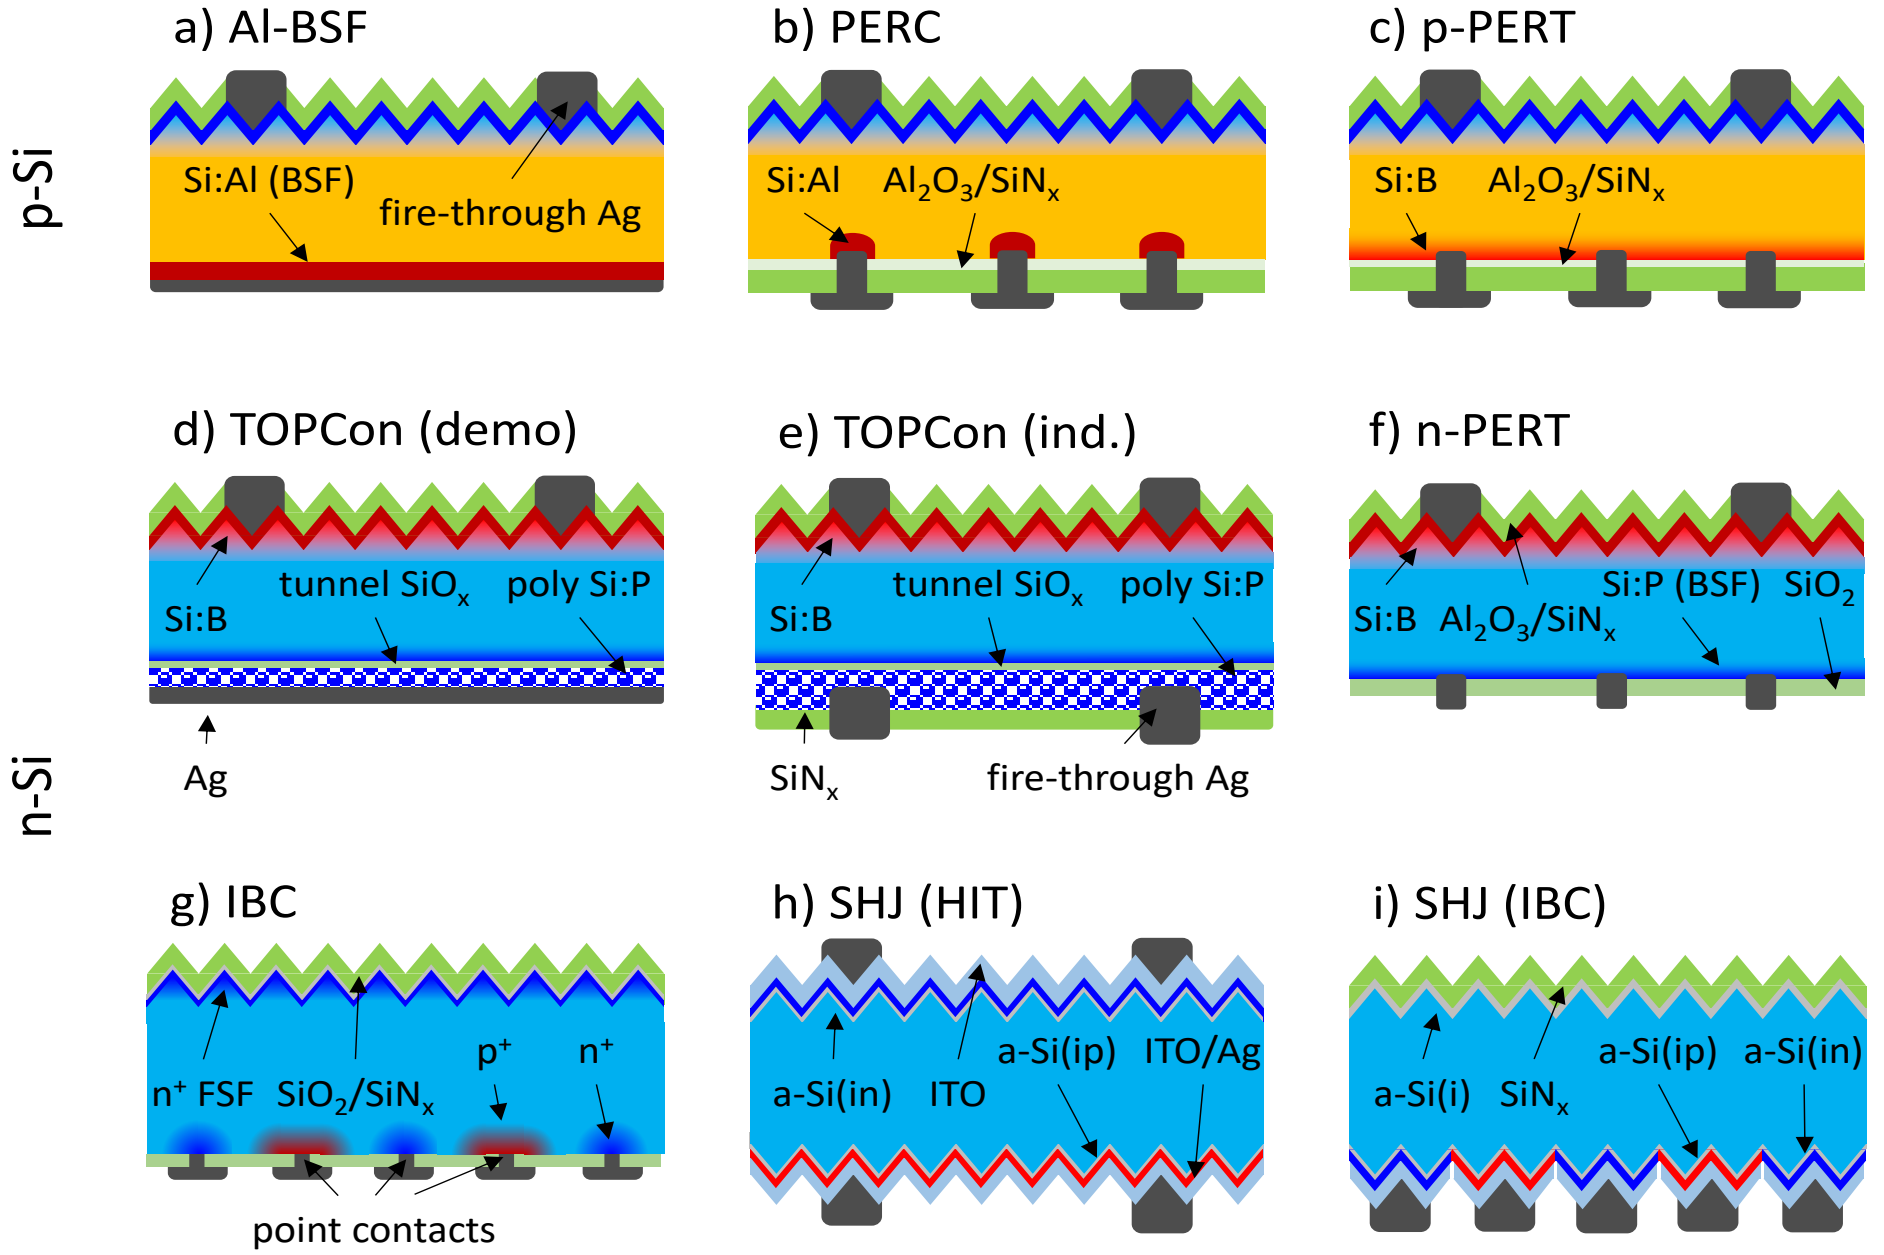 a) Al-BSF
b) PERC
c) p-PERT
p-Si
Si:Al (BSF)
fire-through Ag
Si:Al
Al₂O₃/SiNₓ
Si:B
Al₂O₃/SiNₓ
d) TOPCon (demo)
e) TOPCon (ind.)
f) n-PERT
n-Si
tunnel SiOₓ
poly Si:P
Si:B
Ag
tunnel SiOₓ
poly Si:P
Si:B
SiNₓ
fire-through Ag
Si:P (BSF)
SiO₂
Si:B
Al₂O₃/SiNₓ
g) IBC
h) SHJ (HIT)
i) SHJ (IBC)
p⁺
n⁺
n⁺ FSF
SiO₂/SiNₓ
point contacts
a-Si(ip)
ITO/Ag
a-Si(in)
ITO
a-Si(ip)
a-Si(in)
a-Si(i)
SiNₓ